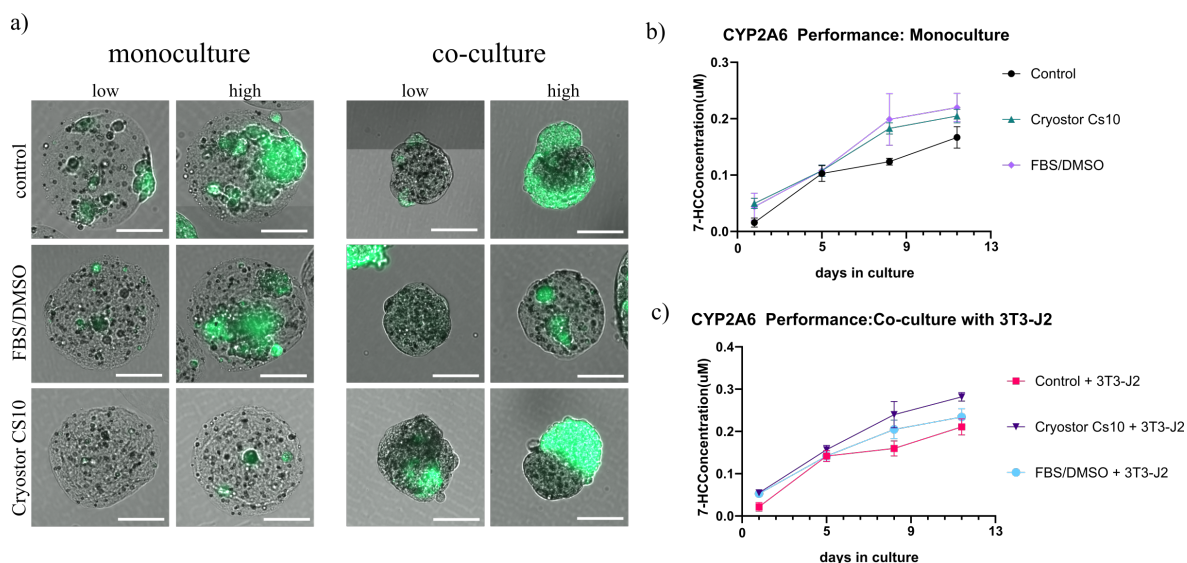 a)
monoculture
co-culture
low
high
low
high
control
FBS/DMSO
Cryostor CS10
b)
CYP2A6 Performance: Monoculture
7-HCConcentration(uM)
0.3
0.2
0.1
0.0
0
5
9
13
days in culture
Control
Cryostor Cs10
FBS/DMSO
c)
CYP2A6 Performance:Co-culture with 3T3-J2
7-HCConcentration(uM)
0.4
0.3
0.2
0.1
0.0
0
5
9
13
days in culture
Control + 3T3-J2
Cryostor Cs10 + 3T3-J2
FBS/DMSO + 3T3-J2